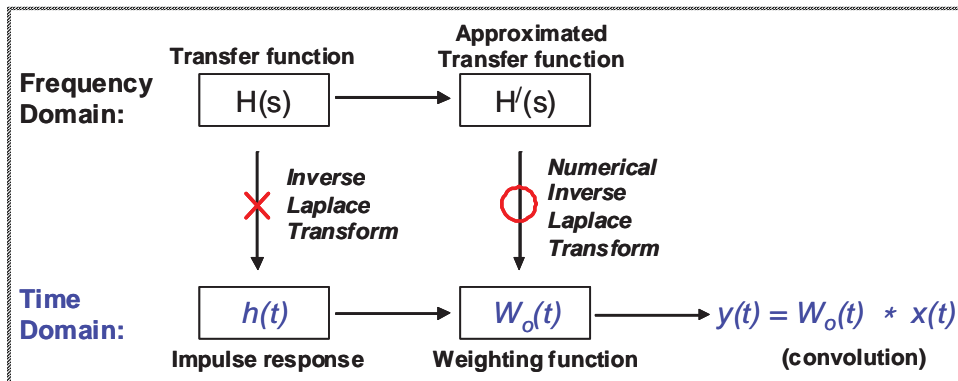 Transfer function
Approximated
Transfer function
Frequency
Domain:
H(s)
H′(s)
Inverse
Laplace
Transform
Numerical
Inverse
Laplace
Transform
Time
Domain:
h(t)
Wo(t)
y(t) = Wo(t) * x(t)
Impulse response
Weighting function
(convolution)